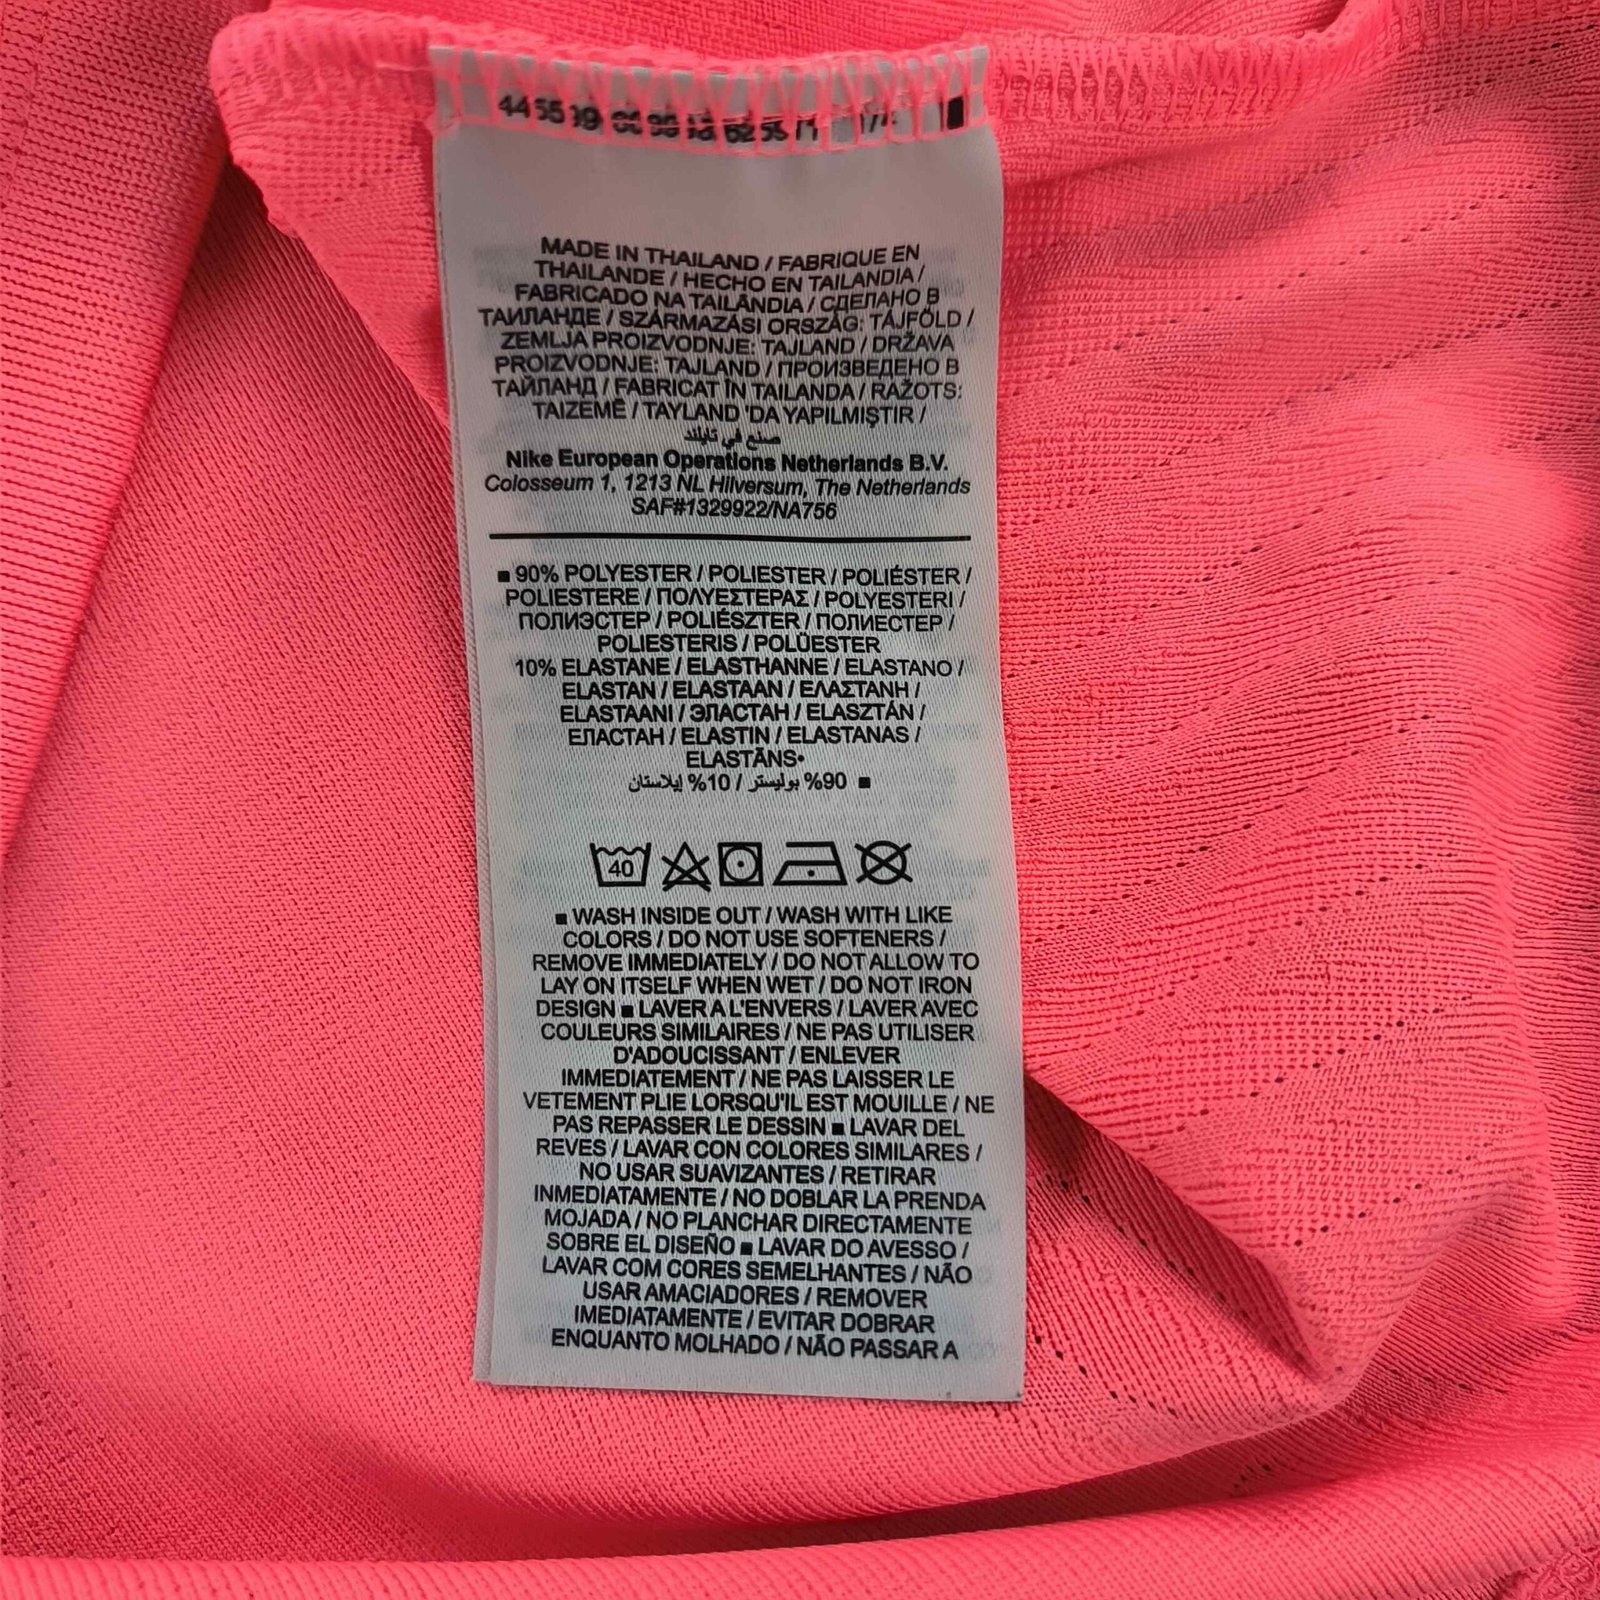 MADE IN THAILAND / FABRIQUE EN
THAILANDE / HECHO EN TAILANDIA /
FABRICADO NA TAILÂNDIA / СДЕЛАНО В
ТАИЛАНДЕ / SZÁRMAZÁSI ORSZÁG: TÁJFÖLD /
ZEMLJA PROIZVODNJE: TAJLAND / DRŽAVA
PROIZVODNJE: TAJLAND / ПРОИЗВЕДЕНО В
ТАЙЛАНД / FABRICAT ÎN TAILANDA / RAŽOTS:
TAIZEMĒ / TAYLAND 'DA YAPILMIŞTIR /
صنع في تايلند
Nike European Operations Netherlands B.V.
Colosseum 1, 1213 NL Hilversum, The Netherlands
SAF#1329922/NA756
■ 90% POLYESTER / POLIESTER / POLIÉSTER /
POLIESTERE / ΠΟΛΥΕΣΤΕΡΑΣ / POLYESTERI /
ПОЛИЭСТЕР / POLIÉSZTER / ПОЛИЕСТЕР /
POLIESTERIS / POLÜESTER
10% ELASTANE / ELASTHANNE / ELASTANO /
ELASTAN / ELASTAAN / ΕΛΑΣΤΑΝΗ /
ELASTAANI / ЭЛАСТАН / ELASZTÁN /
ЕЛАСТАН / ELASTIN / ELASTANAS /
ELASTĀNS•
■ 90% بوليستر / 10% إيلاستان
40
■ WASH INSIDE OUT / WASH WITH LIKE
COLORS / DO NOT USE SOFTENERS /
REMOVE IMMEDIATELY / DO NOT ALLOW TO
LAY ON ITSELF WHEN WET / DO NOT IRON
DESIGN ■ LAVER A L'ENVERS / LAVER AVEC
COULEURS SIMILAIRES / NE PAS UTILISER
D'ADOUCISSANT / ENLEVER
IMMEDIATEMENT / NE PAS LAISSER LE
VETEMENT PLIE LORSQU'IL EST MOUILLE / NE
PAS REPASSER LE DESSIN ■ LAVAR DEL
REVES / LAVAR CON COLORES SIMILARES /
NO USAR SUAVIZANTES / RETIRAR
INMEDIATAMENTE / NO DOBLAR LA PRENDA
MOJADA / NO PLANCHAR DIRECTAMENTE
SOBRE EL DISEÑO ■ LAVAR DO AVESSO /
LAVAR COM CORES SEMELHANTES / NÃO
USAR AMACIADORES / REMOVER
IMEDIATAMENTE / EVITAR DOBRAR
ENQUANTO MOLHADO / NÃO PASSAR A